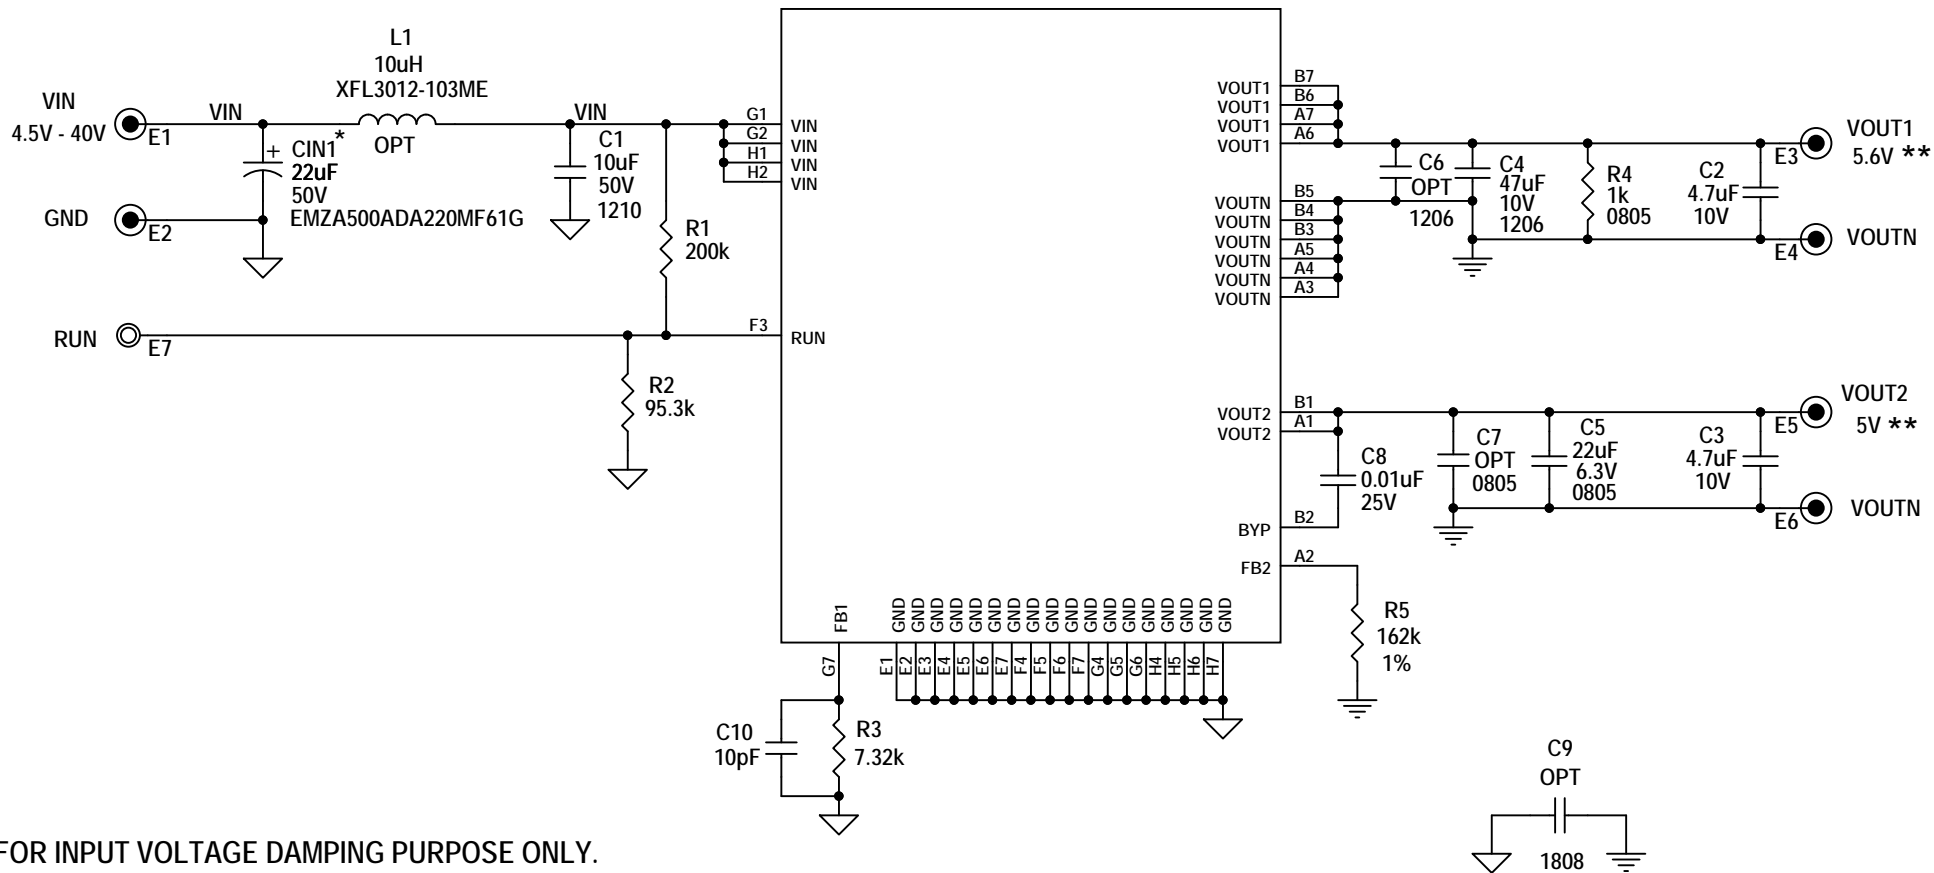 L1
10uH
XFL3012-103ME
OPT
VIN
4.5V - 40V
E1
VIN
VIN
CIN1 *
+
22uF
50V
EMZA500ADA220MF61G
GND
E2
C1
10uF
50V
1210
R1
200k
RUN
E7
R2
95.3k
G1
G2
H1
H2
VIN
VIN
VIN
VIN
F3
RUN
VOUT1
VOUT1
VOUT1
VOUT1
B7
B6
A7
A6
VOUTN
VOUTN
VOUTN
VOUTN
VOUTN
VOUTN
B5
B4
B3
A5
A4
A3
C6
OPT
1206
C4
47uF
10V
1206
R4
1k
0805
C2
4.7uF
10V
E3
VOUT1
5.6V **
E4
VOUTN
VOUT2
VOUT2
B1
A1
C8
0.01uF
25V
BYP
B2
FB2
A2
C7
OPT
0805
C5
22uF
6.3V
0805
C3
4.7uF
10V
E5
VOUT2
5V **
E6
VOUTN
R5
162k
1%
FB1
G7
GND GND GND GND GND GND GND GND GND GND GND GND GND GND GND GND GND GND
E1 E2 E3 E4 E5 E6 E7 F4 F5 F6 F7 G4 G5 G6 H4 H5 H6 H7
C10
10pF
R3
7.32k
C9
OPT
1808
FOR INPUT VOLTAGE DAMPING PURPOSE ONLY.